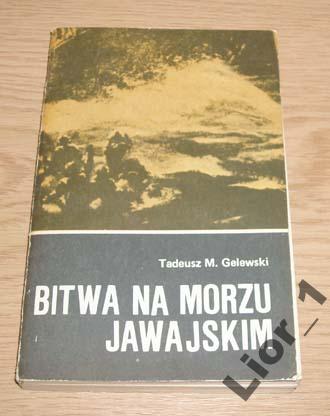 Tadeusz M. Gelewski
BITWA NA MORZU
JAWAJSKIM
Lior_1